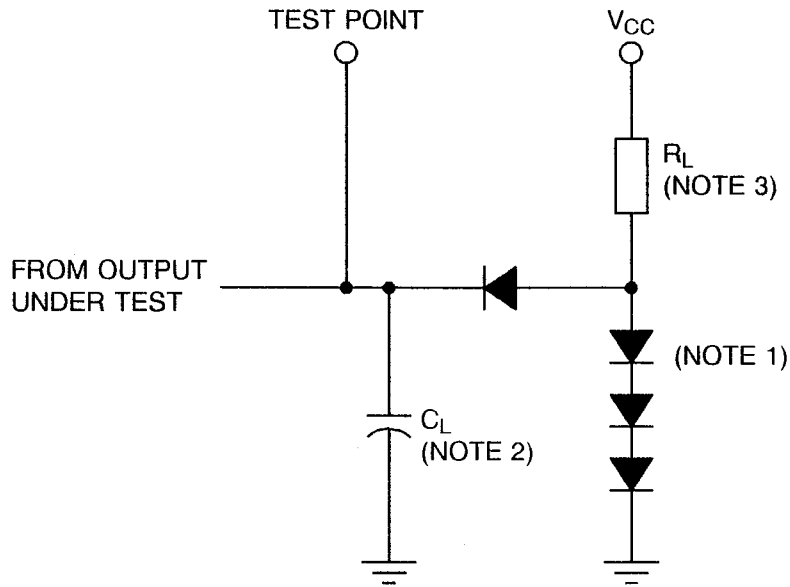 TEST POINT
VCC
RL
(NOTE 3)
FROM OUTPUT
UNDER TEST
(NOTE 1)
CL
(NOTE 2)